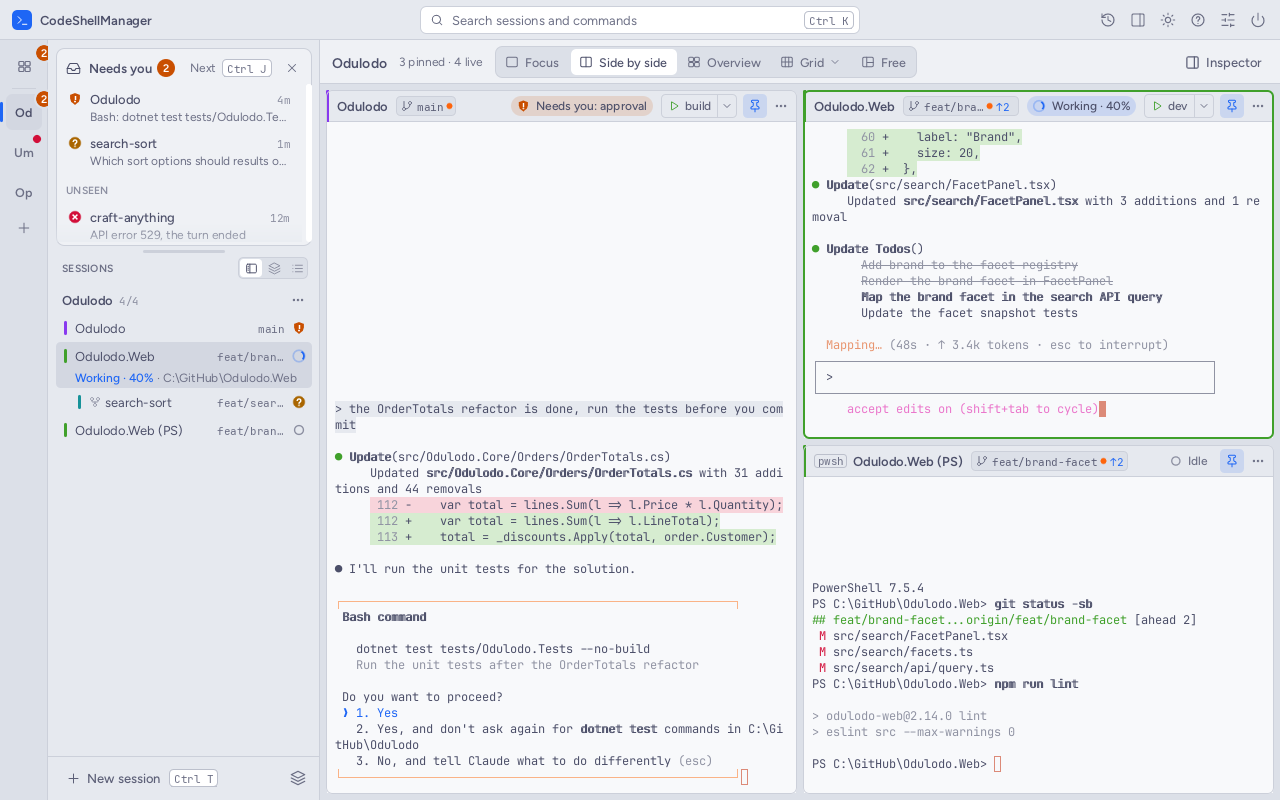 CodeShellManager
Search sessions and commands
Ctrl K
2
Od
2
Um
Op
Needs you 2 Next Ctrl J
Odulodo 4m
Bash: dotnet test tests/Odulodo.Te…
search-sort 1m
Which sort options should results o…
UNSEEN
craft-anything 12m
API error 529, the turn ended
SESSIONS
Odulodo 4/4
Odulodo main
Odulodo.Web feat/bran…
Working · 40% · C:\GitHub\Odulodo.Web
search-sort feat/sear…
Odulodo.Web (PS) feat/bran…
New session Ctrl T
Odulodo 3 pinned · 4 live Focus Side by side Overview Grid Free Inspector
Odulodo main Needs you: approval build
> the OrderTotals refactor is done, run the tests before you com
mit
● Update(src/Odulodo.Core/Orders/OrderTotals.cs)
Updated src/Odulodo.Core/Orders/OrderTotals.cs with 31 addi
tions and 44 removals
112 - var total = lines.Sum(l => l.Price * l.Quantity);
112 + var total = lines.Sum(l => l.LineTotal);
113 + total = _discounts.Apply(total, order.Customer);
● I'll run the unit tests for the solution.
Bash command
dotnet test tests/Odulodo.Tests --no-build
Run the unit tests after the OrderTotals refactor
Do you want to proceed?
❯ 1. Yes
2. Yes, and don't ask again for dotnet test commands in C:\Gi
tHub\Odulodo
3. No, and tell Claude what to do differently (esc)
Odulodo.Web feat/bra… ↑2 Working · 40% dev
60 + label: "Brand",
61 + size: 20,
62 + },
● Update(src/search/FacetPanel.tsx)
Updated src/search/FacetPanel.tsx with 3 additions and 1 re
moval
● Update Todos()
Add brand to the facet registry
Render the brand facet in FacetPanel
Map the brand facet in the search API query
Update the facet snapshot tests
Mapping… (48s · ↑ 3.4k tokens · esc to interrupt)
>
accept edits on (shift+tab to cycle)
pwsh Odulodo.Web (PS) feat/brand-facet ↑2 Idle
PowerShell 7.5.4
PS C:\GitHub\Odulodo.Web> git status -sb
## feat/brand-facet...origin/feat/brand-facet [ahead 2]
M src/search/FacetPanel.tsx
M src/search/facets.ts
M src/search/api/query.ts
PS C:\GitHub\Odulodo.Web> npm run lint
> odulodo-web@2.14.0 lint
> eslint src --max-warnings 0
PS C:\GitHub\Odulodo.Web>